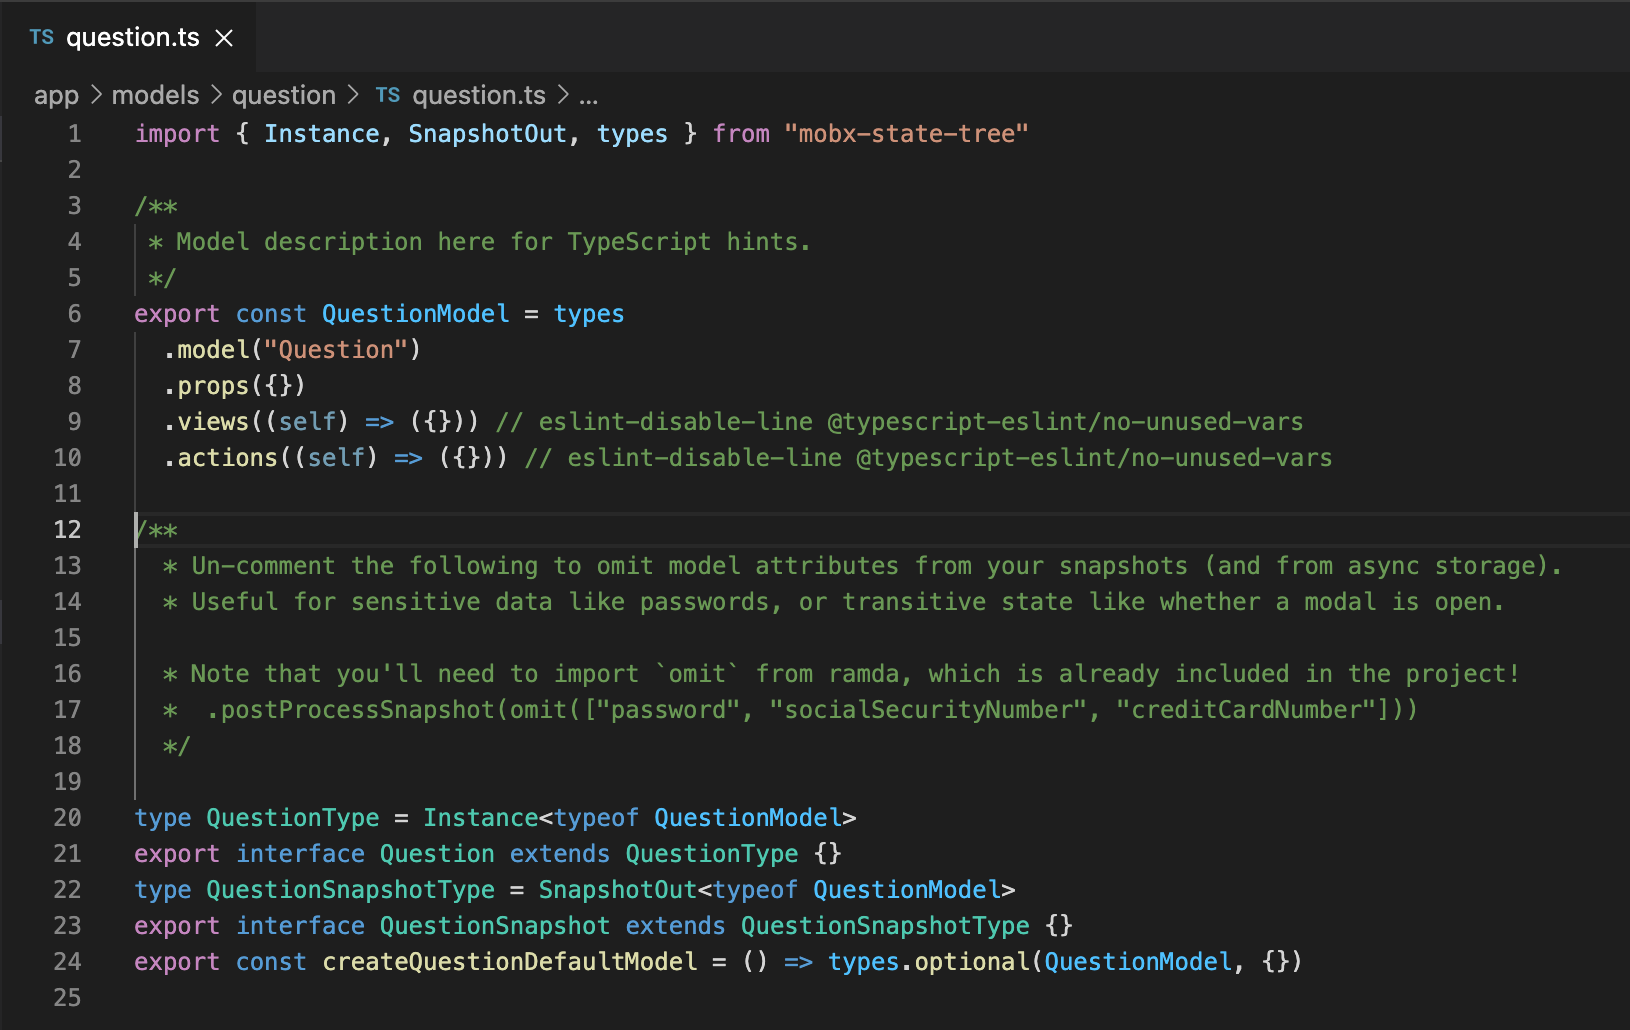 TS question.ts ×
app > models > question > TS question.ts > ...
1 import { Instance, SnapshotOut, types } from "mobx-state-tree"
2
3 /**
4  * Model description here for TypeScript hints.
5  */
6 export const QuestionModel = types
7   .model("Question")
8   .props({})
9   .views((self) => ({})) // eslint-disable-line @typescript-eslint/no-unused-vars
10   .actions((self) => ({})) // eslint-disable-line @typescript-eslint/no-unused-vars
11
12 /**
13   * Un-comment the following to omit model attributes from your snapshots (and from async storage).
14   * Useful for sensitive data like passwords, or transitive state like whether a modal is open.
15
16   * Note that you'll need to import `omit` from ramda, which is already included in the project!
17   *  .postProcessSnapshot(omit(["password", "socialSecurityNumber", "creditCardNumber"]))
18   */
19
20 type QuestionType = Instance<typeof QuestionModel>
21 export interface Question extends QuestionType {}
22 type QuestionSnapshotType = SnapshotOut<typeof QuestionModel>
23 export interface QuestionSnapshot extends QuestionSnapshotType {}
24 export const createQuestionDefaultModel = () => types.optional(QuestionModel, {})
25